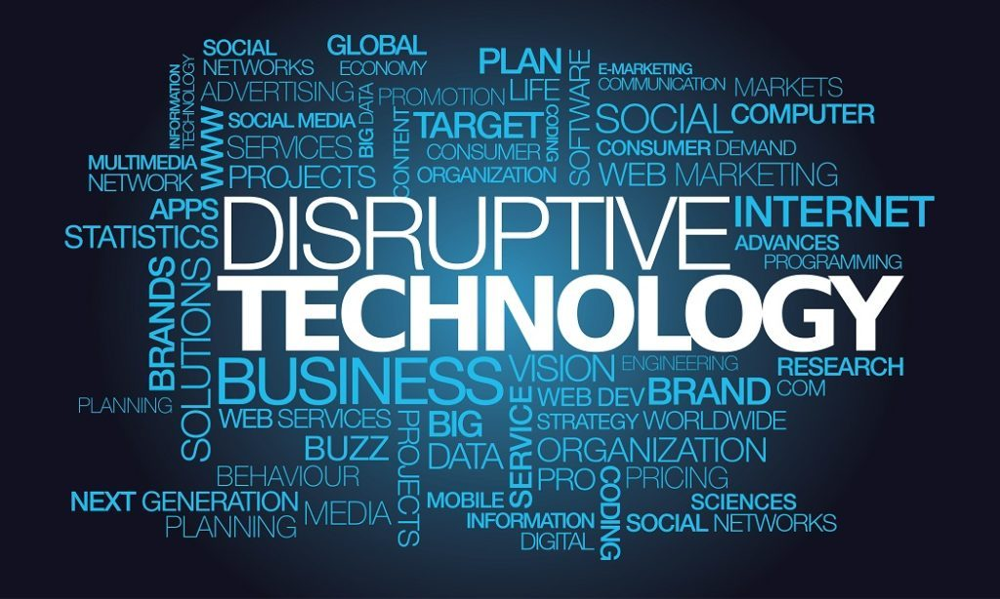 SOCIAL
NETWORKS
GLOBAL
ECONOMY
PLAN
LIFE
SOFTWARE
E-MARKETING
COMMUNICATION
MARKETS
INFORMATION
TECHNOLOGY
WWW
ADVERTISING
BIG DATA
PROMOTION
CONTENT
TARGET
CODING
SOCIAL
COMPUTER
SOCIAL MEDIA
SERVICES
CONSUMER
CONSUMER DEMAND
MULTIMEDIA
NETWORK
PROJECTS
ORGANIZATION
WEB MARKETING
APPS
STATISTICS
DISRUPTIVE
INTERNET
ADVANCES
PROGRAMMING
BRANDS
SOLUTIONS
TECHNOLOGY
BUSINESS
VISION
ENGINEERING
RESEARCH
COM
PLANNING
WEB DEV
BRAND
WEB SERVICES
PROJECTS
BIG
DATA
SERVICE
STRATEGY
WORLDWIDE
BUZZ
ORGANIZATION
BEHAVIOUR
PRO
CODING
PRICING
NEXT GENERATION
PLANNING
MEDIA
MOBILE
INFORMATION
DIGITAL
SCIENCES
SOCIAL NETWORKS